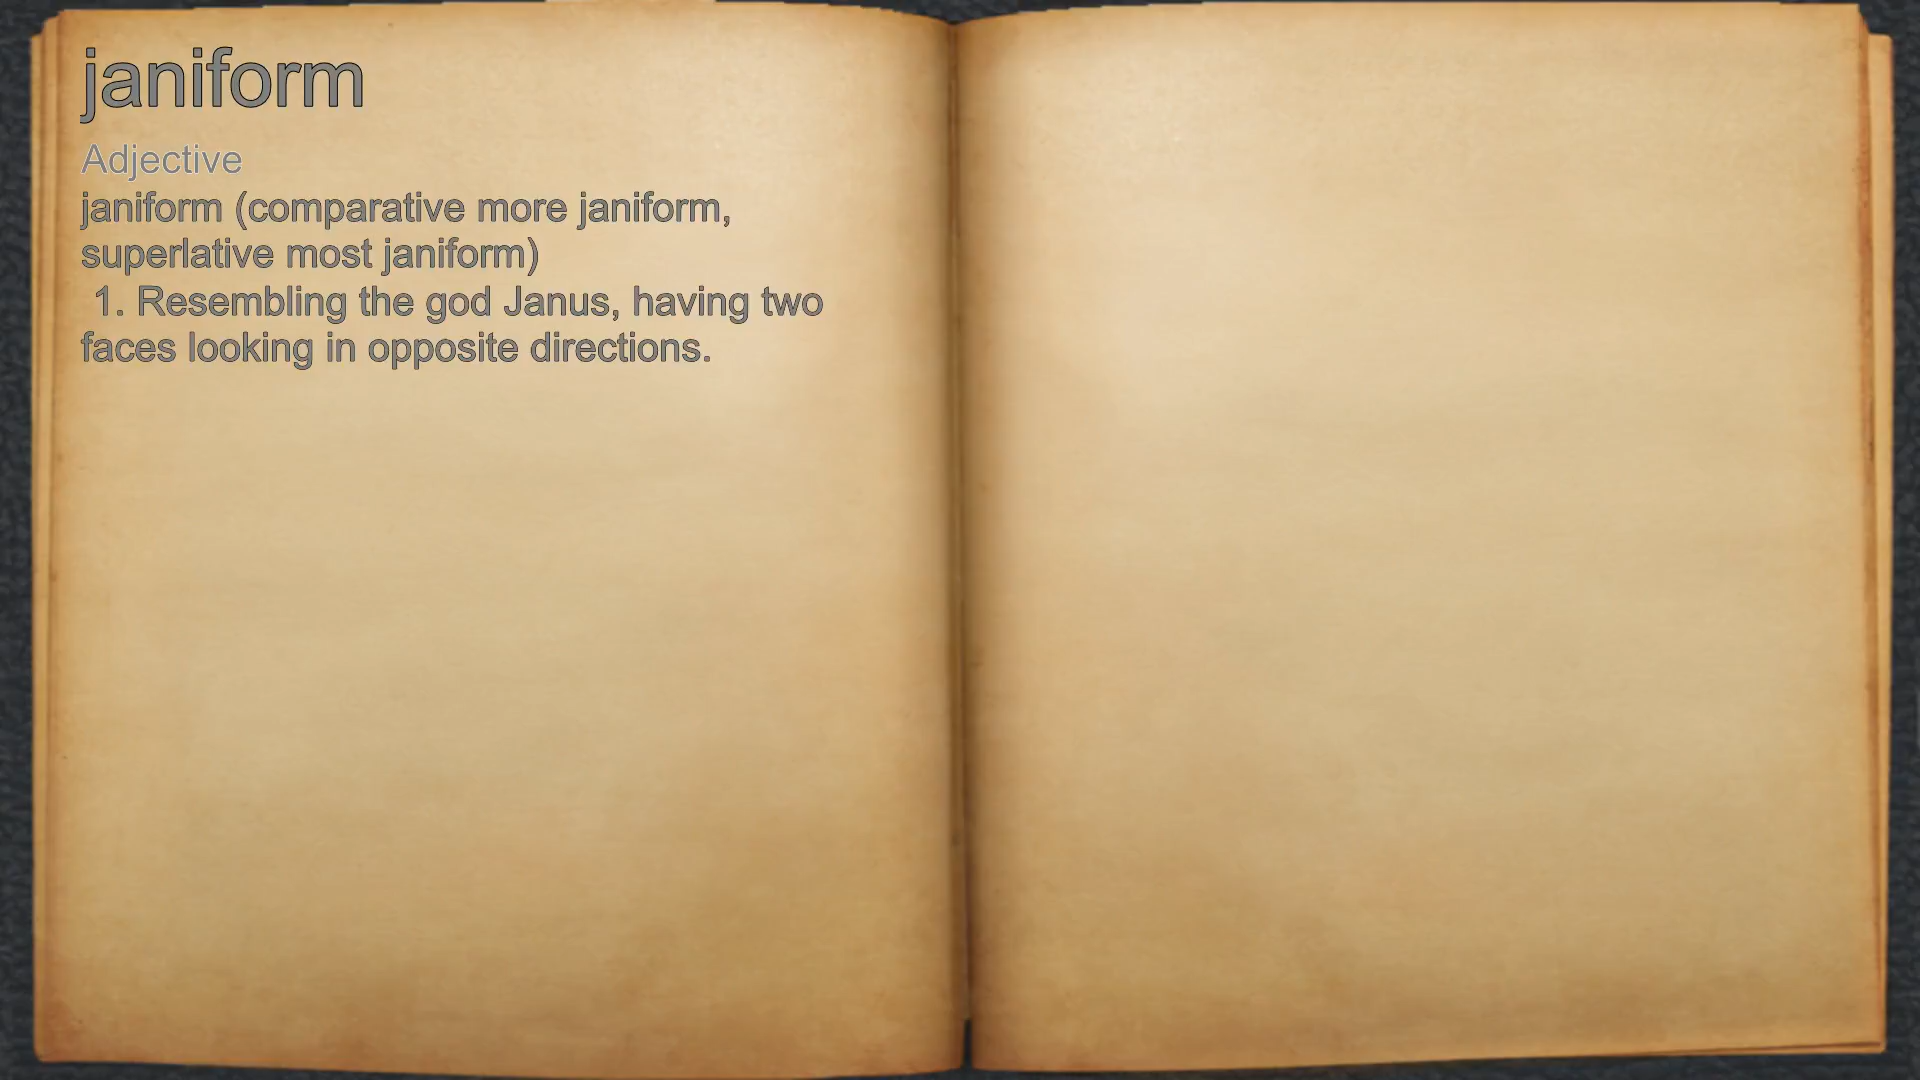 janiform
Adjective
janiform (comparative more janiform,
superlative most janiform)
1. Resembling the god Janus, having two
faces looking in opposite directions.